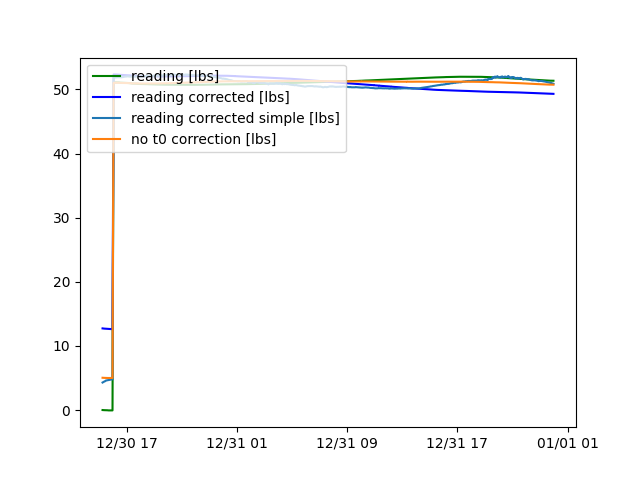 reading [lbs]
reading corrected [lbs]
reading corrected simple [lbs]
no t0 correction [lbs]
50
40
30
20
10
0
12/30 17 12/31 01 12/31 09 12/31 17 01/01 01